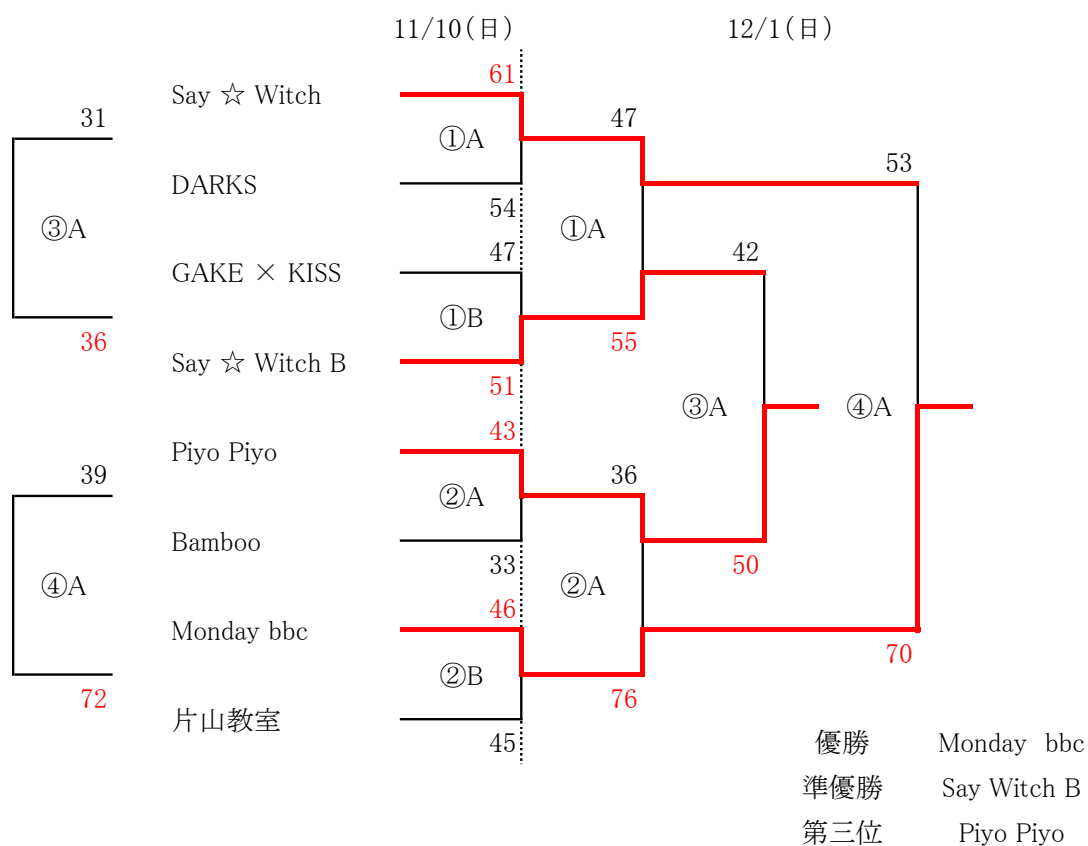 11/10(日) 12/1(日)
61
Say ☆ Witch
31 47
①A
53
DARKS
54
③A ①A
47 42
GAKE × KISS
①B
36 55
Say ☆ Witch B
51
③A ④A
43
Piyo Piyo
39 36
②A
Bamboo
33 50
④A ②A
46
Monday bbc
70
②B
72 76
片山教室
45
優勝 Monday bbc
準優勝 Say Witch B
第三位 Piyo Piyo